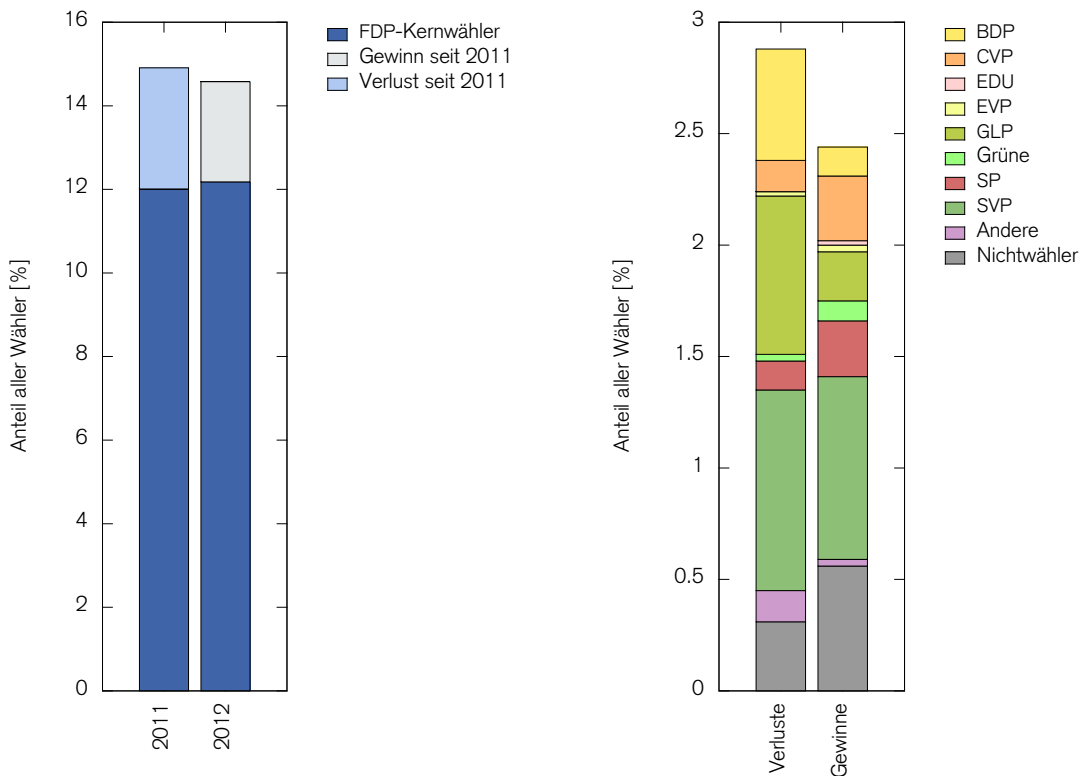 16
14
12
10
8
6
4
2
0
Anteil aller Wähler [%]
2011
2012
FDP-Kernwähler
Gewinn seit 2011
Verlust seit 2011
3
2.5
2
1.5
1
0.5
0
Anteil aller Wähler [%]
Verluste
Gewinne
BDP
CVP
EDU
EVP
GLP
Grüne
SP
SVP
Andere
Nichtwähler